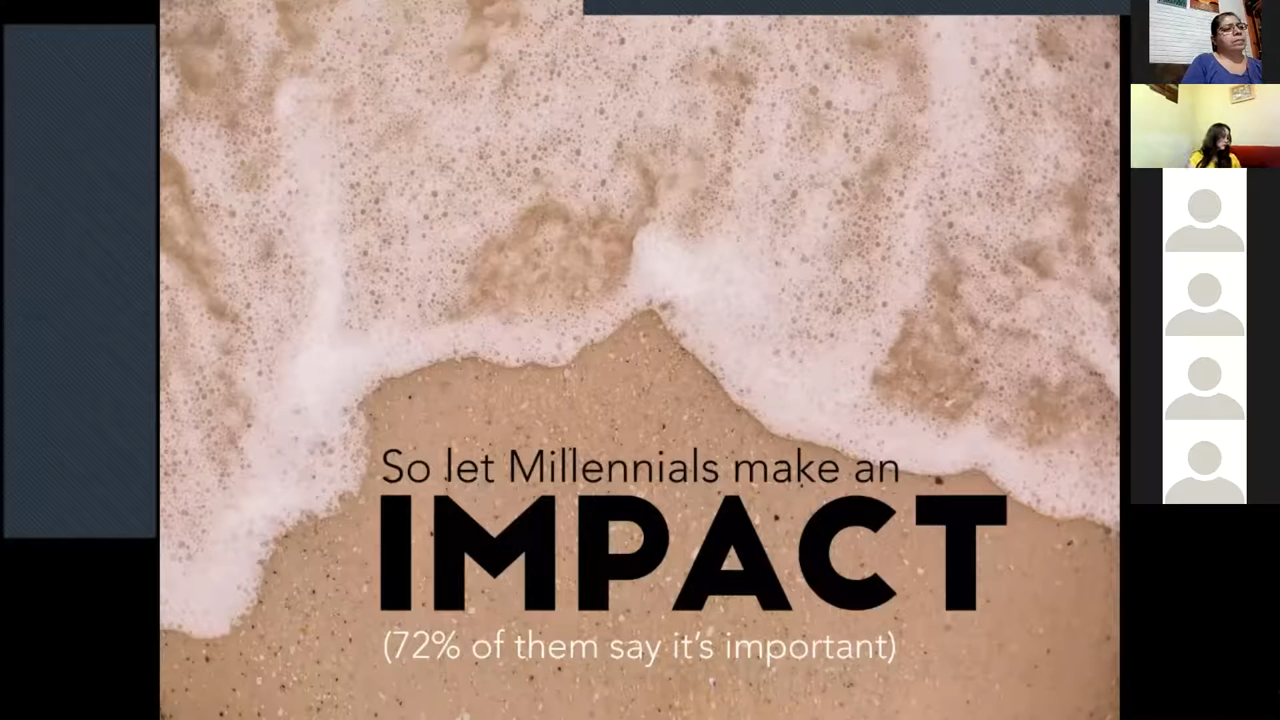 So let Millennials make an
IMPACT
(72% of them say it's important)